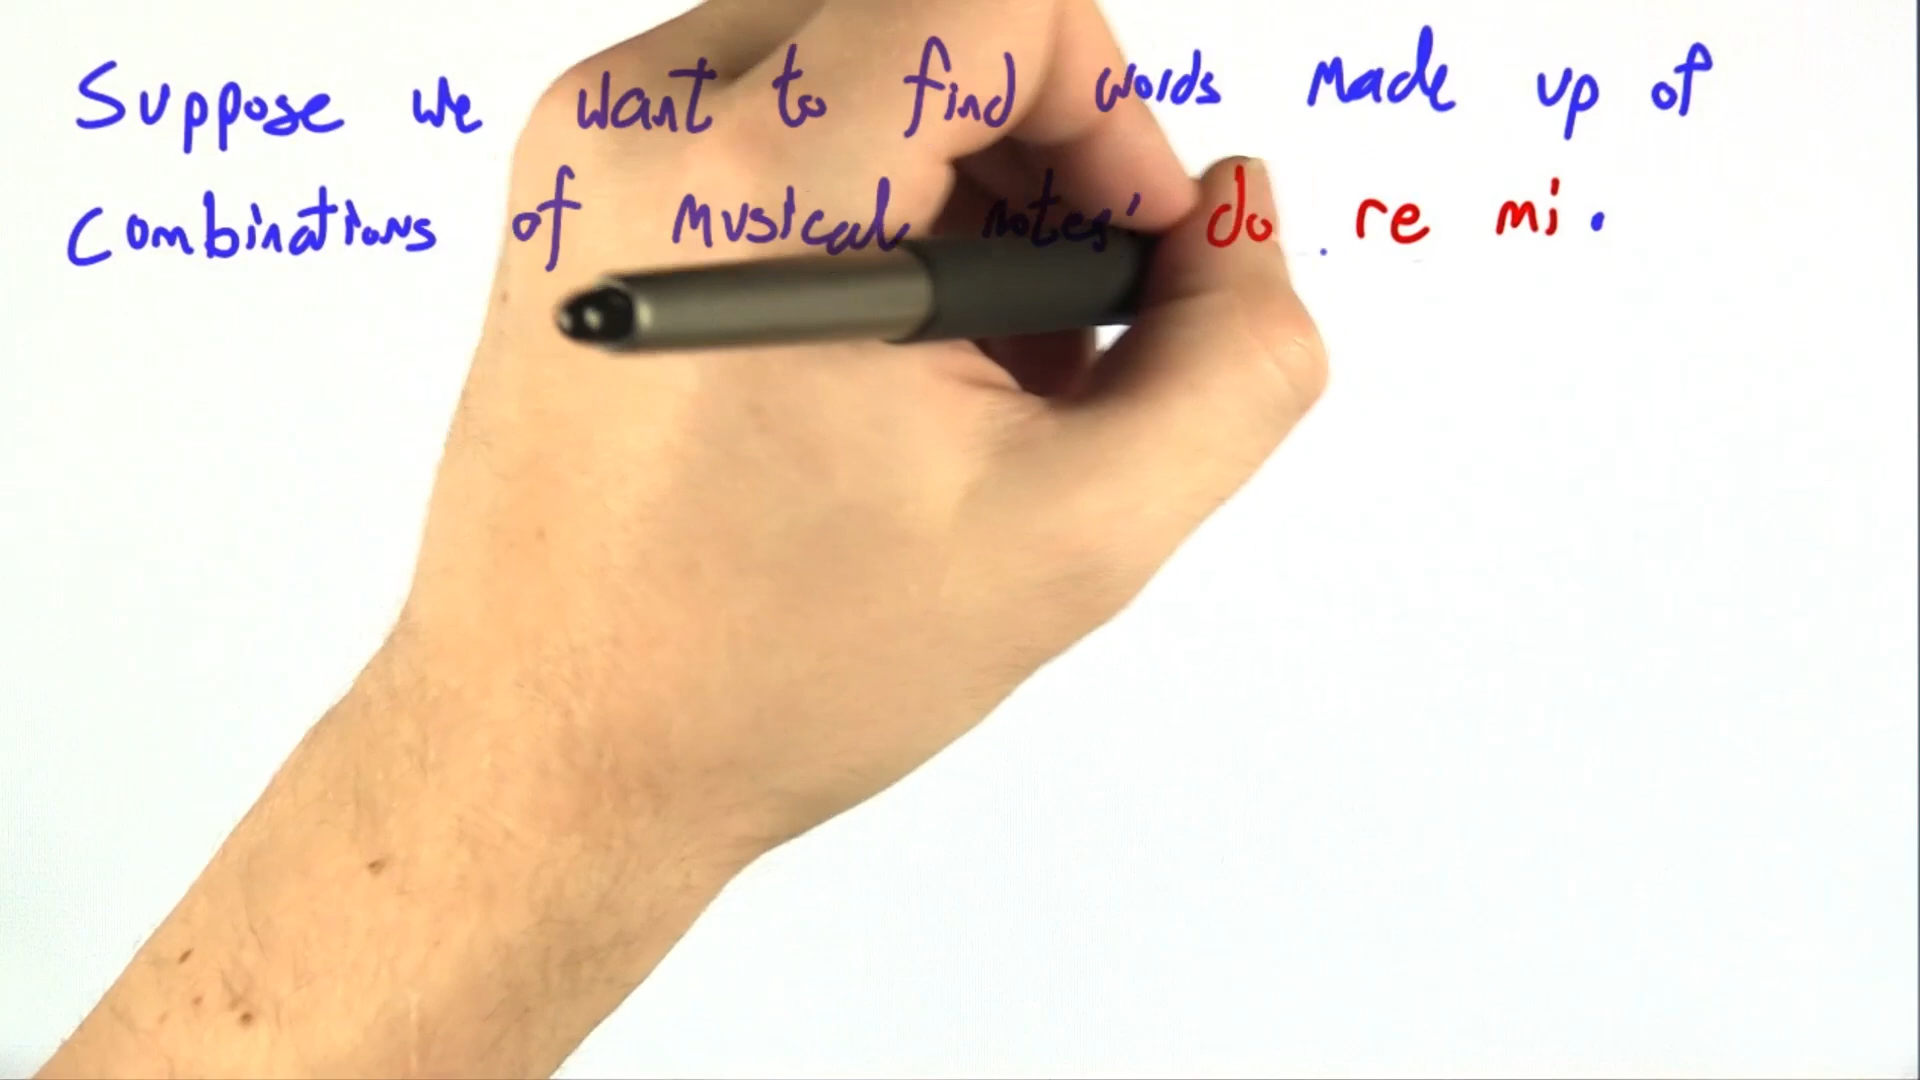 Suppose we want to find words made up of
combinations of musical notes: do re mi.